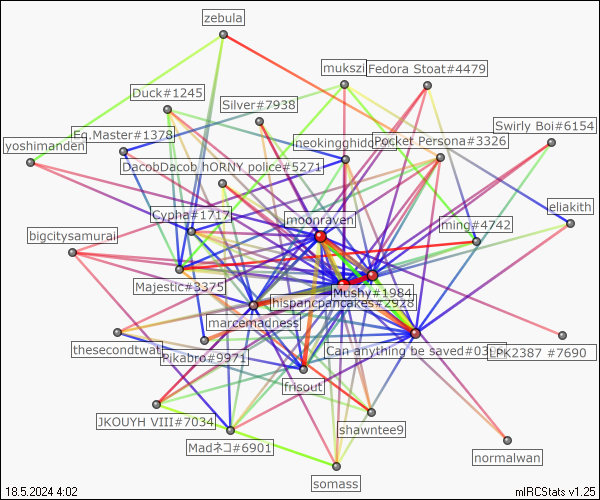 zebula
mukszi
Fedora Stoat#4479
Duck#1245
Silver#7938
Swirly Boi#6154
Eq.Master#1378
neokingghidora
Pocket Persona#3326
yoshimanden
DacobDacob hORNY police#5271
eliakith
Cypha#1717
moonraven
ming#4742
bigcitysamurai
Majestic#3375
Mushy#1984
hispanicpancakes#2928
marcemadness
thesecondtwat
Pikabro#9971
Can anything be saved#03
LPK2387 #7690
frisout
JKOUYH VIII#7034
shawntee9
Madネコ#6901
normalwan
somass
18.5.2024 4:02
mIRCStats v1.25